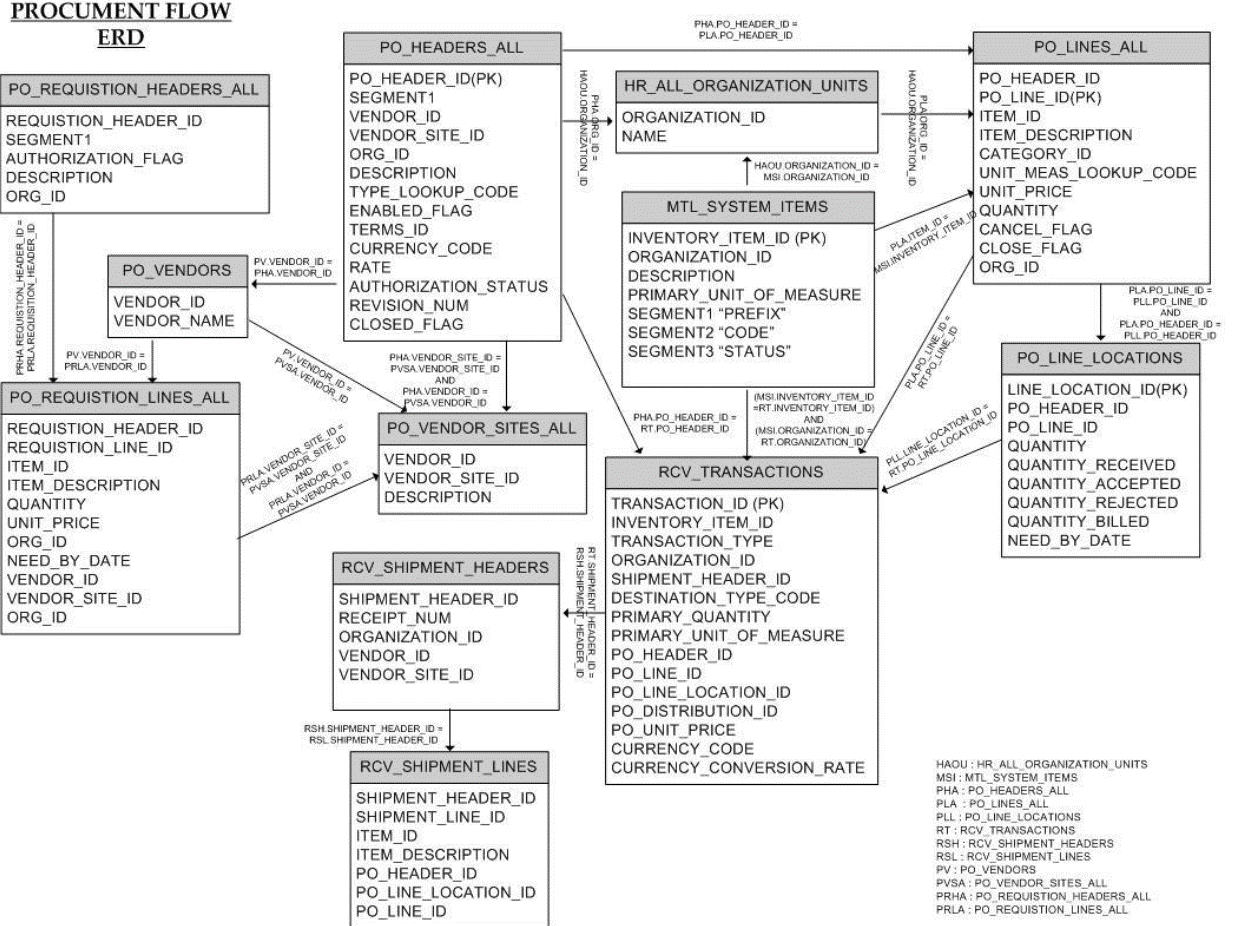 PROCUMENT FLOW
ERD
PO_REQUISTION_HEADERS_ALL
REQUISTION_HEADER_ID
SEGMENT1
AUTHORIZATION_FLAG
DESCRIPTION
ORG_ID
PO_HEADERS_ALL
PO_HEADER_ID(PK)
SEGMENT1
VENDOR_ID
VENDOR_SITE_ID
ORG_ID
DESCRIPTION
TYPE_LOOKUP_CODE
ENABLED_FLAG
TERMS_ID
CURRENCY_CODE
RATE
AUTHORIZATION_STATUS
REVISION_NUM
CLOSED_FLAG
PHA.PO_HEADER_ID =
PLA.PO_HEADER_ID
PHA.ORG_ID =
HAOU.ORGANIZATION_ID
HR_ALL_ORGANIZATION_UNITS
ORGANIZATION_ID
NAME
PLA.ORG_ID =
HAOU.ORGANIZATION_ID
HAOU.ORGANIZATION_ID =
MSI.ORGANIZATION_ID
PO_LINES_ALL
PO_HEADER_ID
PO_LINE_ID(PK)
ITEM_ID
ITEM_DESCRIPTION
CATEGORY_ID
UNIT_MEAS_LOOKUP_CODE
UNIT_PRICE
QUANTITY
CANCEL_FLAG
CLOSE_FLAG
ORG_ID
MTL_SYSTEM_ITEMS
INVENTORY_ITEM_ID (PK)
ORGANIZATION_ID
DESCRIPTION
PRIMARY_UNIT_OF_MEASURE
SEGMENT1 “PREFIX”
SEGMENT2 “CODE”
SEGMENT3 “STATUS”
PLA.ITEM_ID =
MSI.INVENTORY_ITEM_ID
PRHA.REQUISTION_HEADER_ID =
PRLA.REQUISITION_HEADER_ID
PO_VENDORS
VENDOR_ID
VENDOR_NAME
PV.VENDOR_ID =
PHA.VENDOR_ID
PV.VENDOR_ID =
PRLA.VENDOR_ID
PV.VENDOR_ID =
PVSA.VENDOR_ID
PHA.VENDOR_SITE_ID =
PVSA.VENDOR_SITE_ID
AND
PHA.VENDOR_ID =
PVSA.VENDOR_ID
PLA.PO_LINE_ID =
PLL.PO_LINE_ID
AND
PLA.PO_HEADER_ID =
PLL.PO_HEADER_ID
PLA.PO_LINE_ID =
RT.PO_LINE_ID
PO_LINE_LOCATIONS
LINE_LOCATION_ID(PK)
PO_HEADER_ID
PO_LINE_ID
QUANTITY
QUANTITY_RECEIVED
QUANTITY_ACCEPTED
QUANTITY_REJECTED
QUANTITY_BILLED
NEED_BY_DATE
PO_REQUISTION_LINES_ALL
REQUISTION_HEADER_ID
REQUISTION_LINE_ID
ITEM_ID
ITEM_DESCRIPTION
QUANTITY
UNIT_PRICE
ORG_ID
NEED_BY_DATE
VENDOR_ID
VENDOR_SITE_ID
ORG_ID
PRLA.VENDOR_SITE_ID =
PVSA.VENDOR_SITE_ID
AND
PRLA.VENDOR_ID =
PVSA.VENDOR_ID
PO_VENDOR_SITES_ALL
VENDOR_ID
VENDOR_SITE_ID
DESCRIPTION
PHA.PO_HEADER_ID =
RT.PO_HEADER_ID
(MSI.INVENTORY_ITEM_ID
=RT.INVENTORY_ITEM_ID)
AND
(MSI.ORGANIZATION_ID =
RT.ORGANIZATION_ID)
PLL.LINE_LOCATION_ID =
RT.PO_LINE_LOCATION_ID
RCV_TRANSACTIONS
TRANSACTION_ID (PK)
INVENTORY_ITEM_ID
TRANSACTION_TYPE
ORGANIZATION_ID
SHIPMENT_HEADER_ID
DESTINATION_TYPE_CODE
PRIMARY_QUANTITY
PRIMARY_UNIT_OF_MEASURE
PO_HEADER_ID
PO_LINE_ID
PO_LINE_LOCATION_ID
PO_DISTRIBUTION_ID
PO_UNIT_PRICE
CURRENCY_CODE
CURRENCY_CONVERSION_RATE
RT.SHIPMENT_HEADER_ID =
RSH.SHIPMENT_HEADER_ID
RCV_SHIPMENT_HEADERS
SHIPMENT_HEADER_ID
RECEIPT_NUM
ORGANIZATION_ID
VENDOR_ID
VENDOR_SITE_ID
RSH.SHIPMENT_HEADER_ID =
RSL.SHIPMENT_HEADER_ID
RCV_SHIPMENT_LINES
SHIPMENT_HEADER_ID
SHIPMENT_LINE_ID
ITEM_ID
ITEM_DESCRIPTION
PO_HEADER_ID
PO_LINE_LOCATION_ID
PO_LINE_ID
HAOU : HR_ALL_ORGANIZATION_UNITS
MSI : MTL_SYSTEM_ITEMS
PHA : PO_HEADERS_ALL
PLA : PO_LINES_ALL
PLL : PO_LINE_LOCATIONS
RT : RCV_TRANSACTIONS
RSH : RCV_SHIPMENT_HEADERS
RSL : RCV_SHIPMENT_LINES
PV : PO_VENDORS
PVSA : PO_VENDOR_SITES_ALL
PRHA : PO_REQUISTION_HEADERS_ALL
PRLA : PO_REQUISTION_LINES_ALL